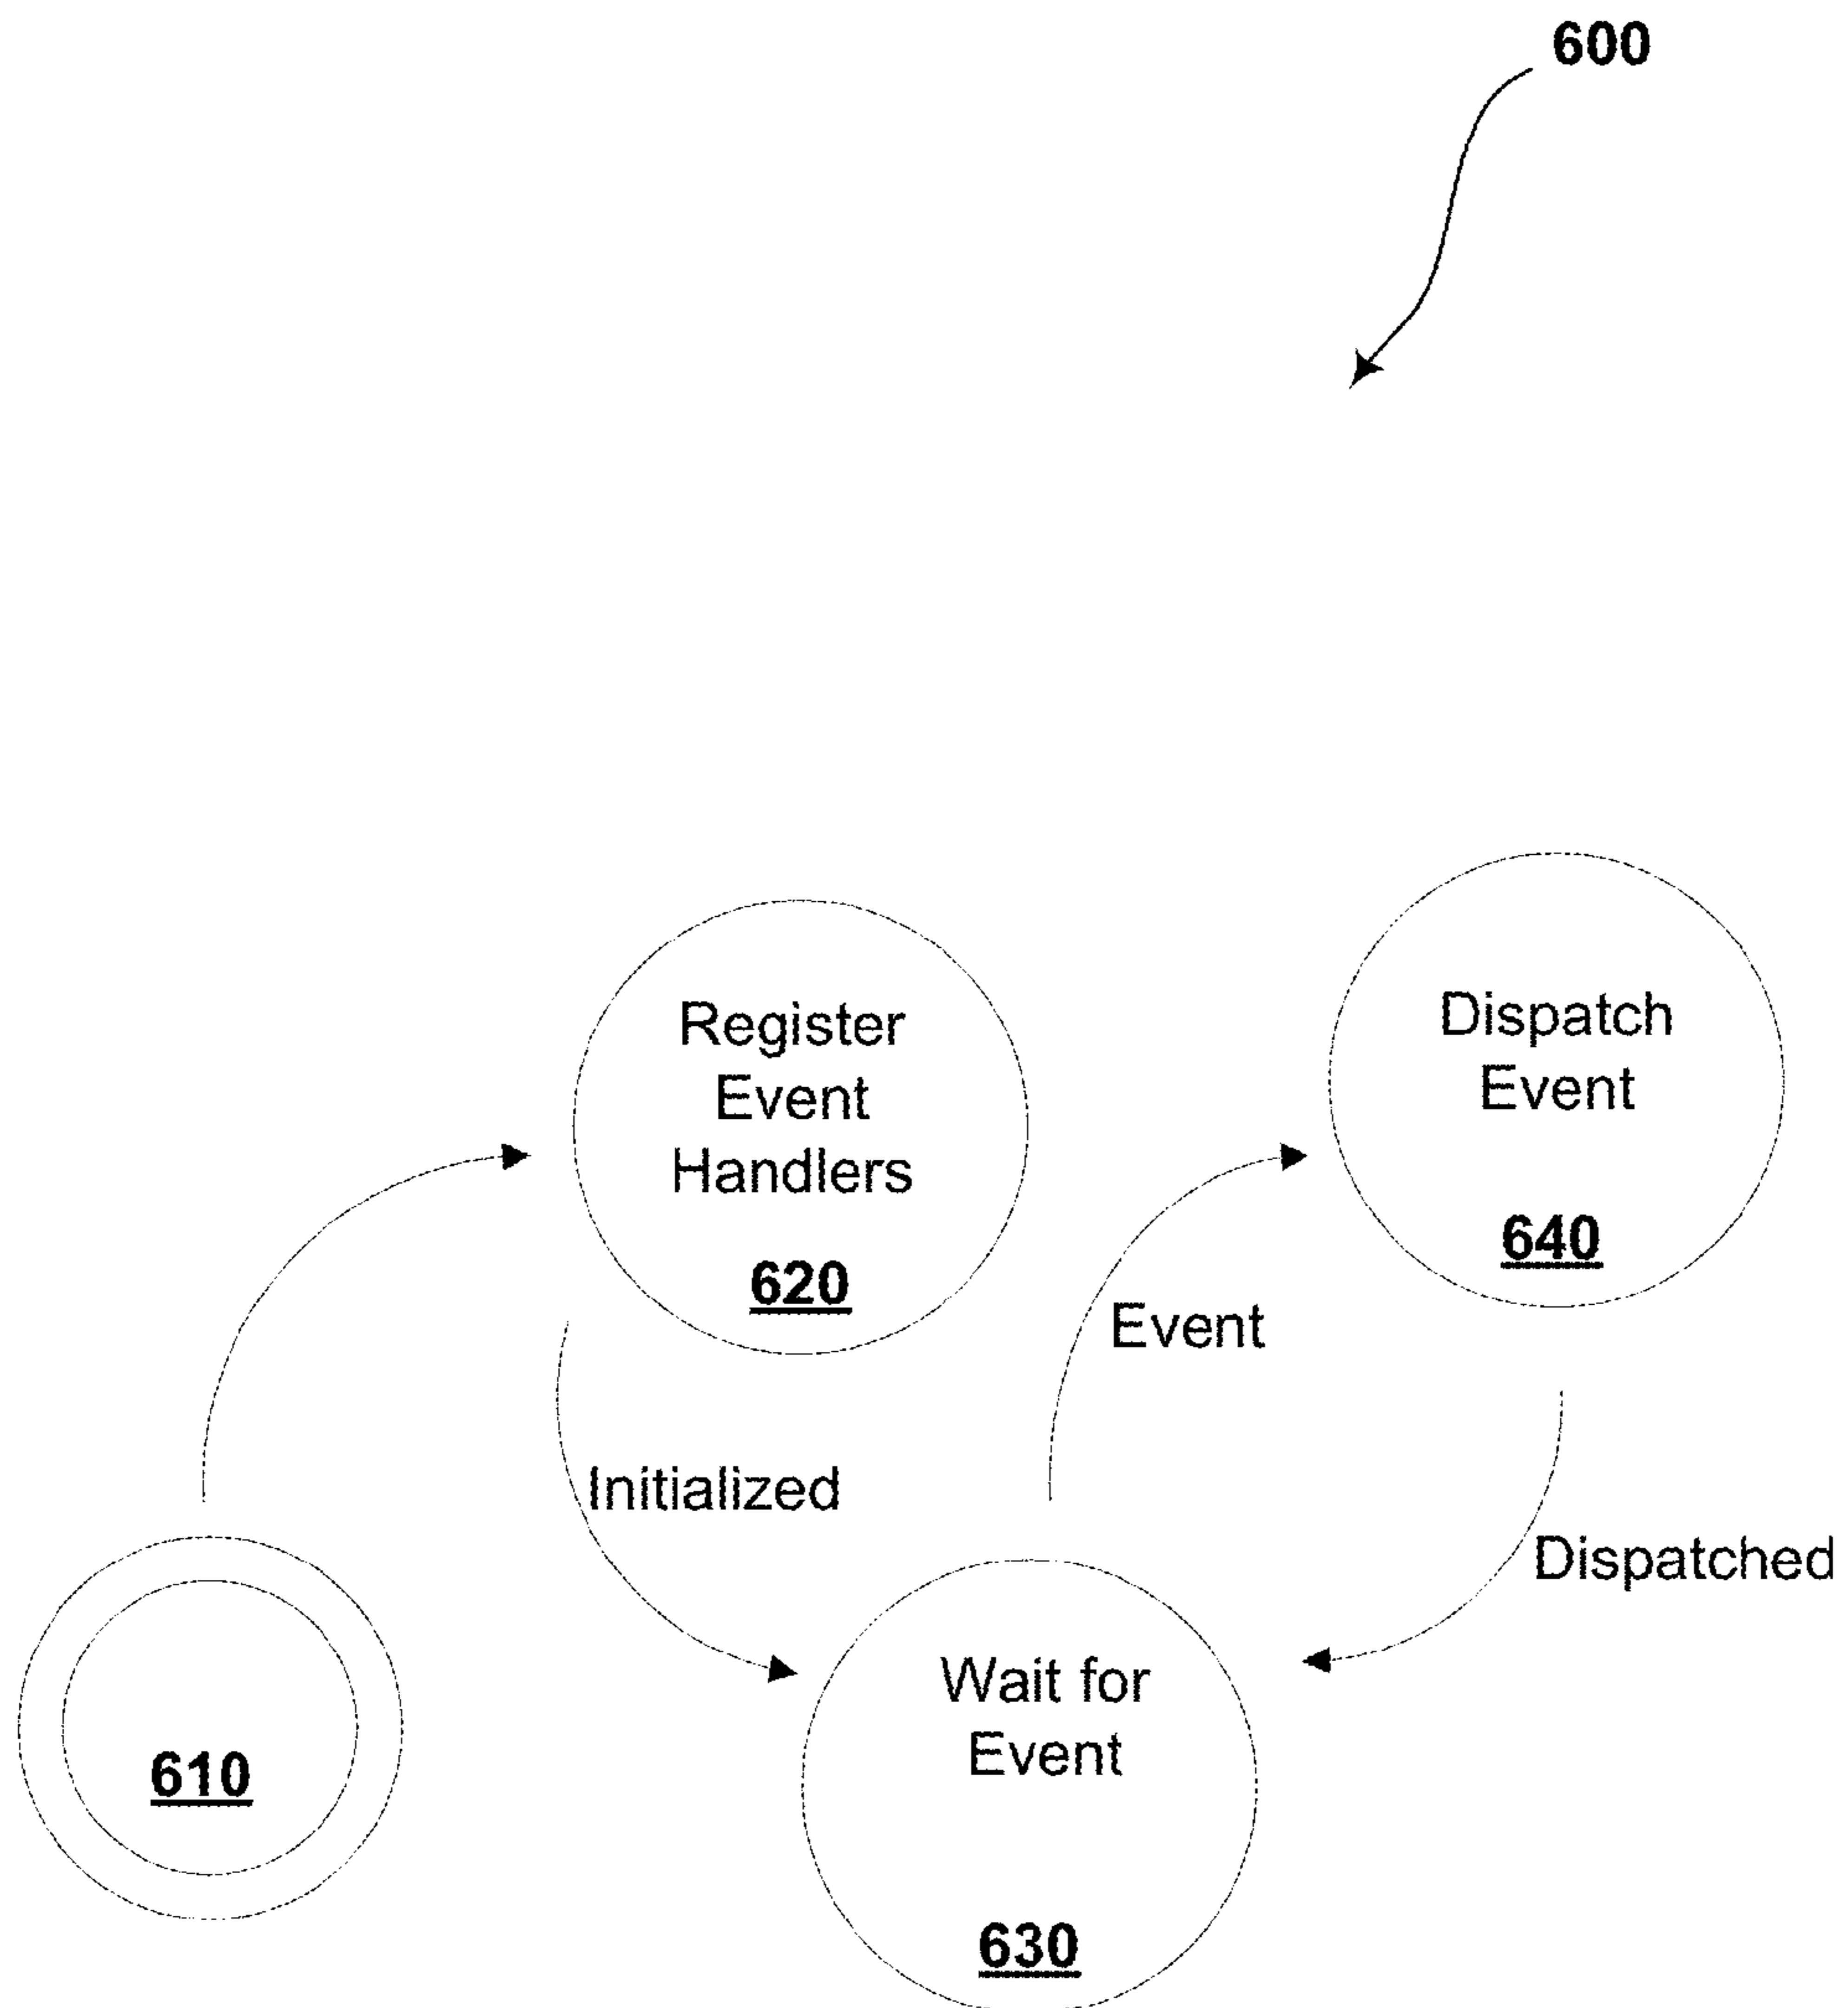 600
Register
Event
Handlers
620
Dispatch
Event
640
Event
Initialized
Dispatched
Wait for
Event
630
610